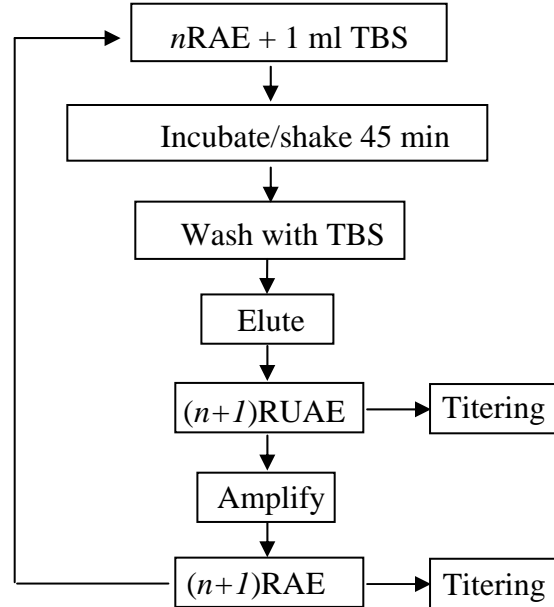 nRAE + 1 ml TBS
Incubate/shake 45 min
Wash with TBS
Elute
(n+1)RUAE
Titering
Amplify
(n+1)RAE
Titering